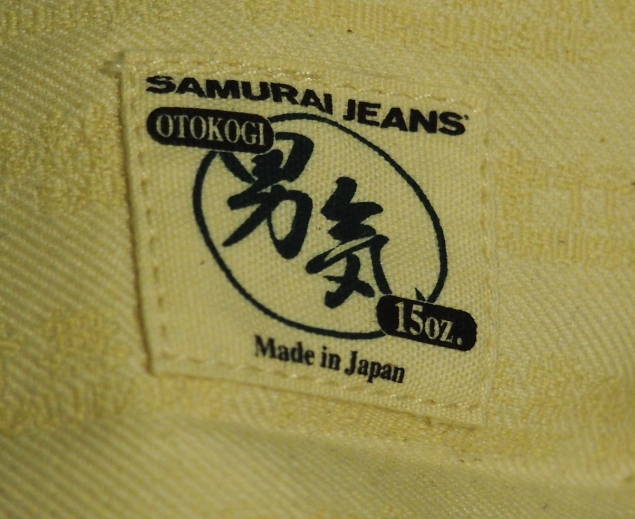 SAMURAI JEANS
OTOKOGI
男気
15oz.
Made in Japan